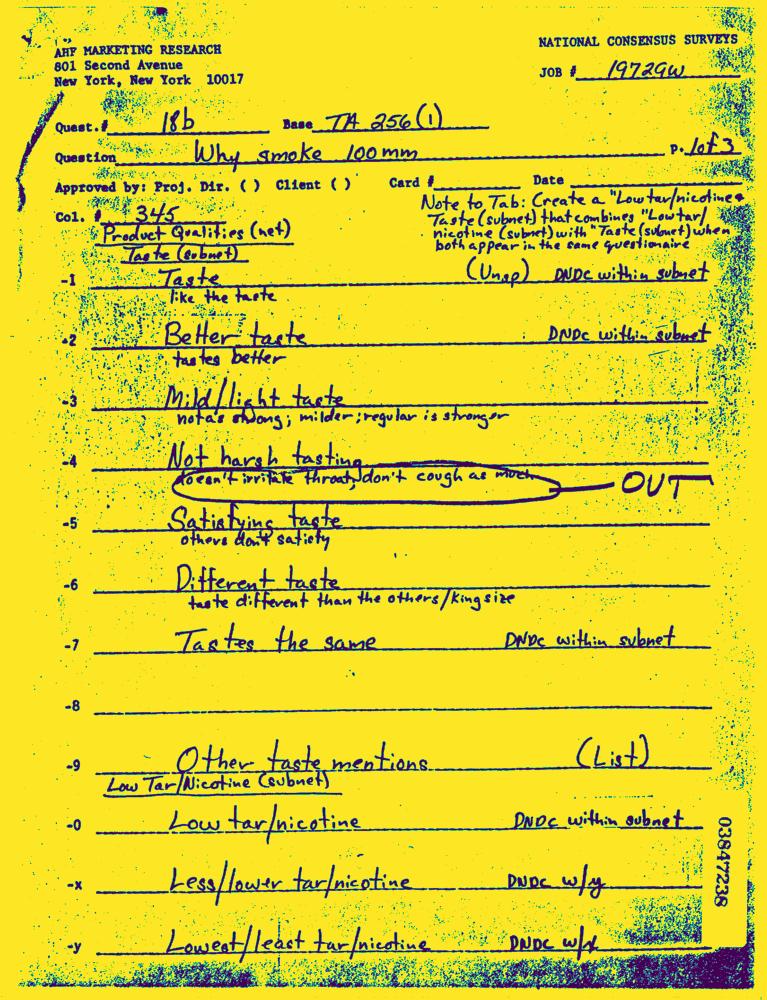 AHF MARKETING RESEARCH
801 Second Avenue
New York, New York 10017
NATIONAL CONSENSUS SURVEYS
JOB # 19729W
Quest.# 18b Base TA 256 (1)
Question Why smoke 100mm P. 1 of 3
Approved by: Proj. Dir. ( ) Client ( ) Card # Date
Note to Tab: Create a "Low tar/nicotine &
Taste (subnet) that combines "Low tar/
nicotine (subnet) with "Taste (subnet) when
both appear in the same questionaire
Col. # 345
Product Qualities (net)
Taste (subnet)
-1 Taste (Unsp) DNDC within subnet
like the taste
-2 Better taste DNDC within subnet
tastes better
-3 Mild/light taste
not as strong; milder; regular is stronger
-4 Not harsh tasting
doesn't irritate throat, don't cough as much OUT
-5 Satisfying taste
others don't satisfy
-6 Different taste
taste different than the others/king size
-7 Tastes the same DNDC within subnet
-8
-9 Other taste mentions (List)
Low Tar/Nicotine (subnet)
-0 Low tar/nicotine DNDC within subnet
-x Less/lower tar/nicotine DNDC w/y
-y Lowest/least tar/nicotine DNDC w/x
03847238